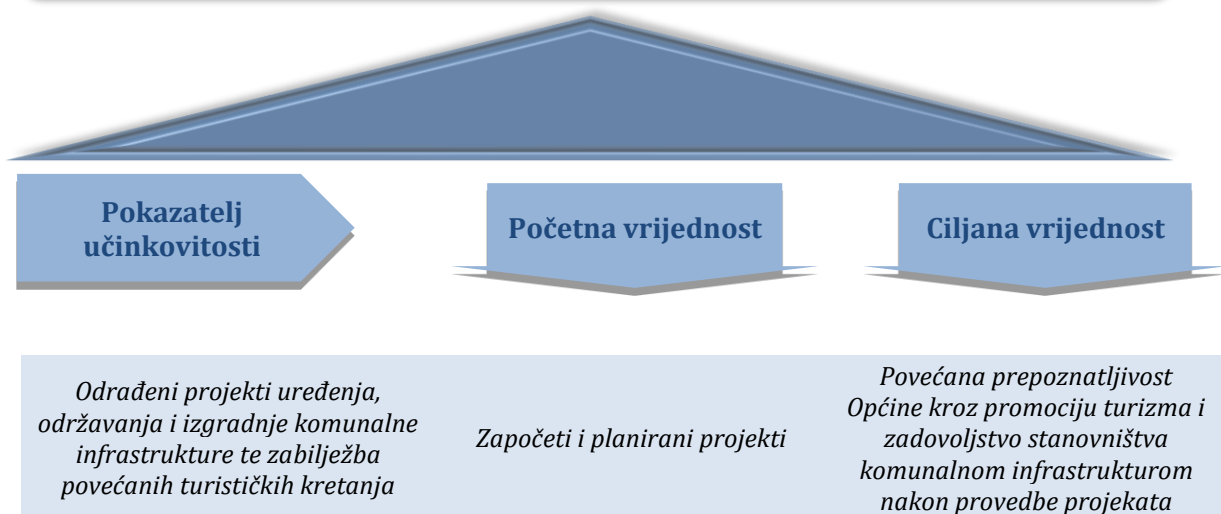 Pokazatelj
učinkovitosti
Početna vrijednost
Ciljana vrijednost
Odrađeni projekti uređenja,
održavanja i izgradnje komunalne
infrastrukture te zabilježba
povećanih turističkih kretanja
Započeti i planirani projekti
Povećana prepoznatljivost
Općine kroz promociju turizma i
zadovoljstvo stanovništva
komunalnom infrastrukturom
nakon provedbe projekata